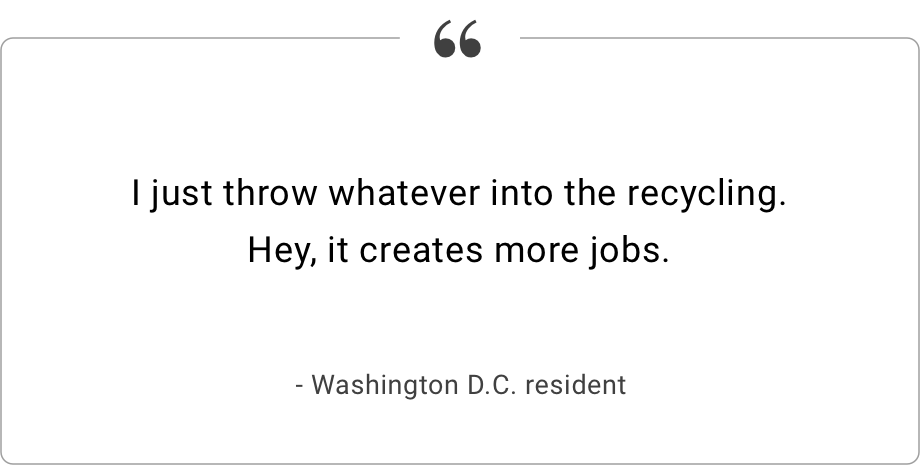 “
I just throw whatever into the recycling.
Hey, it creates more jobs.
- Washington D.C. resident